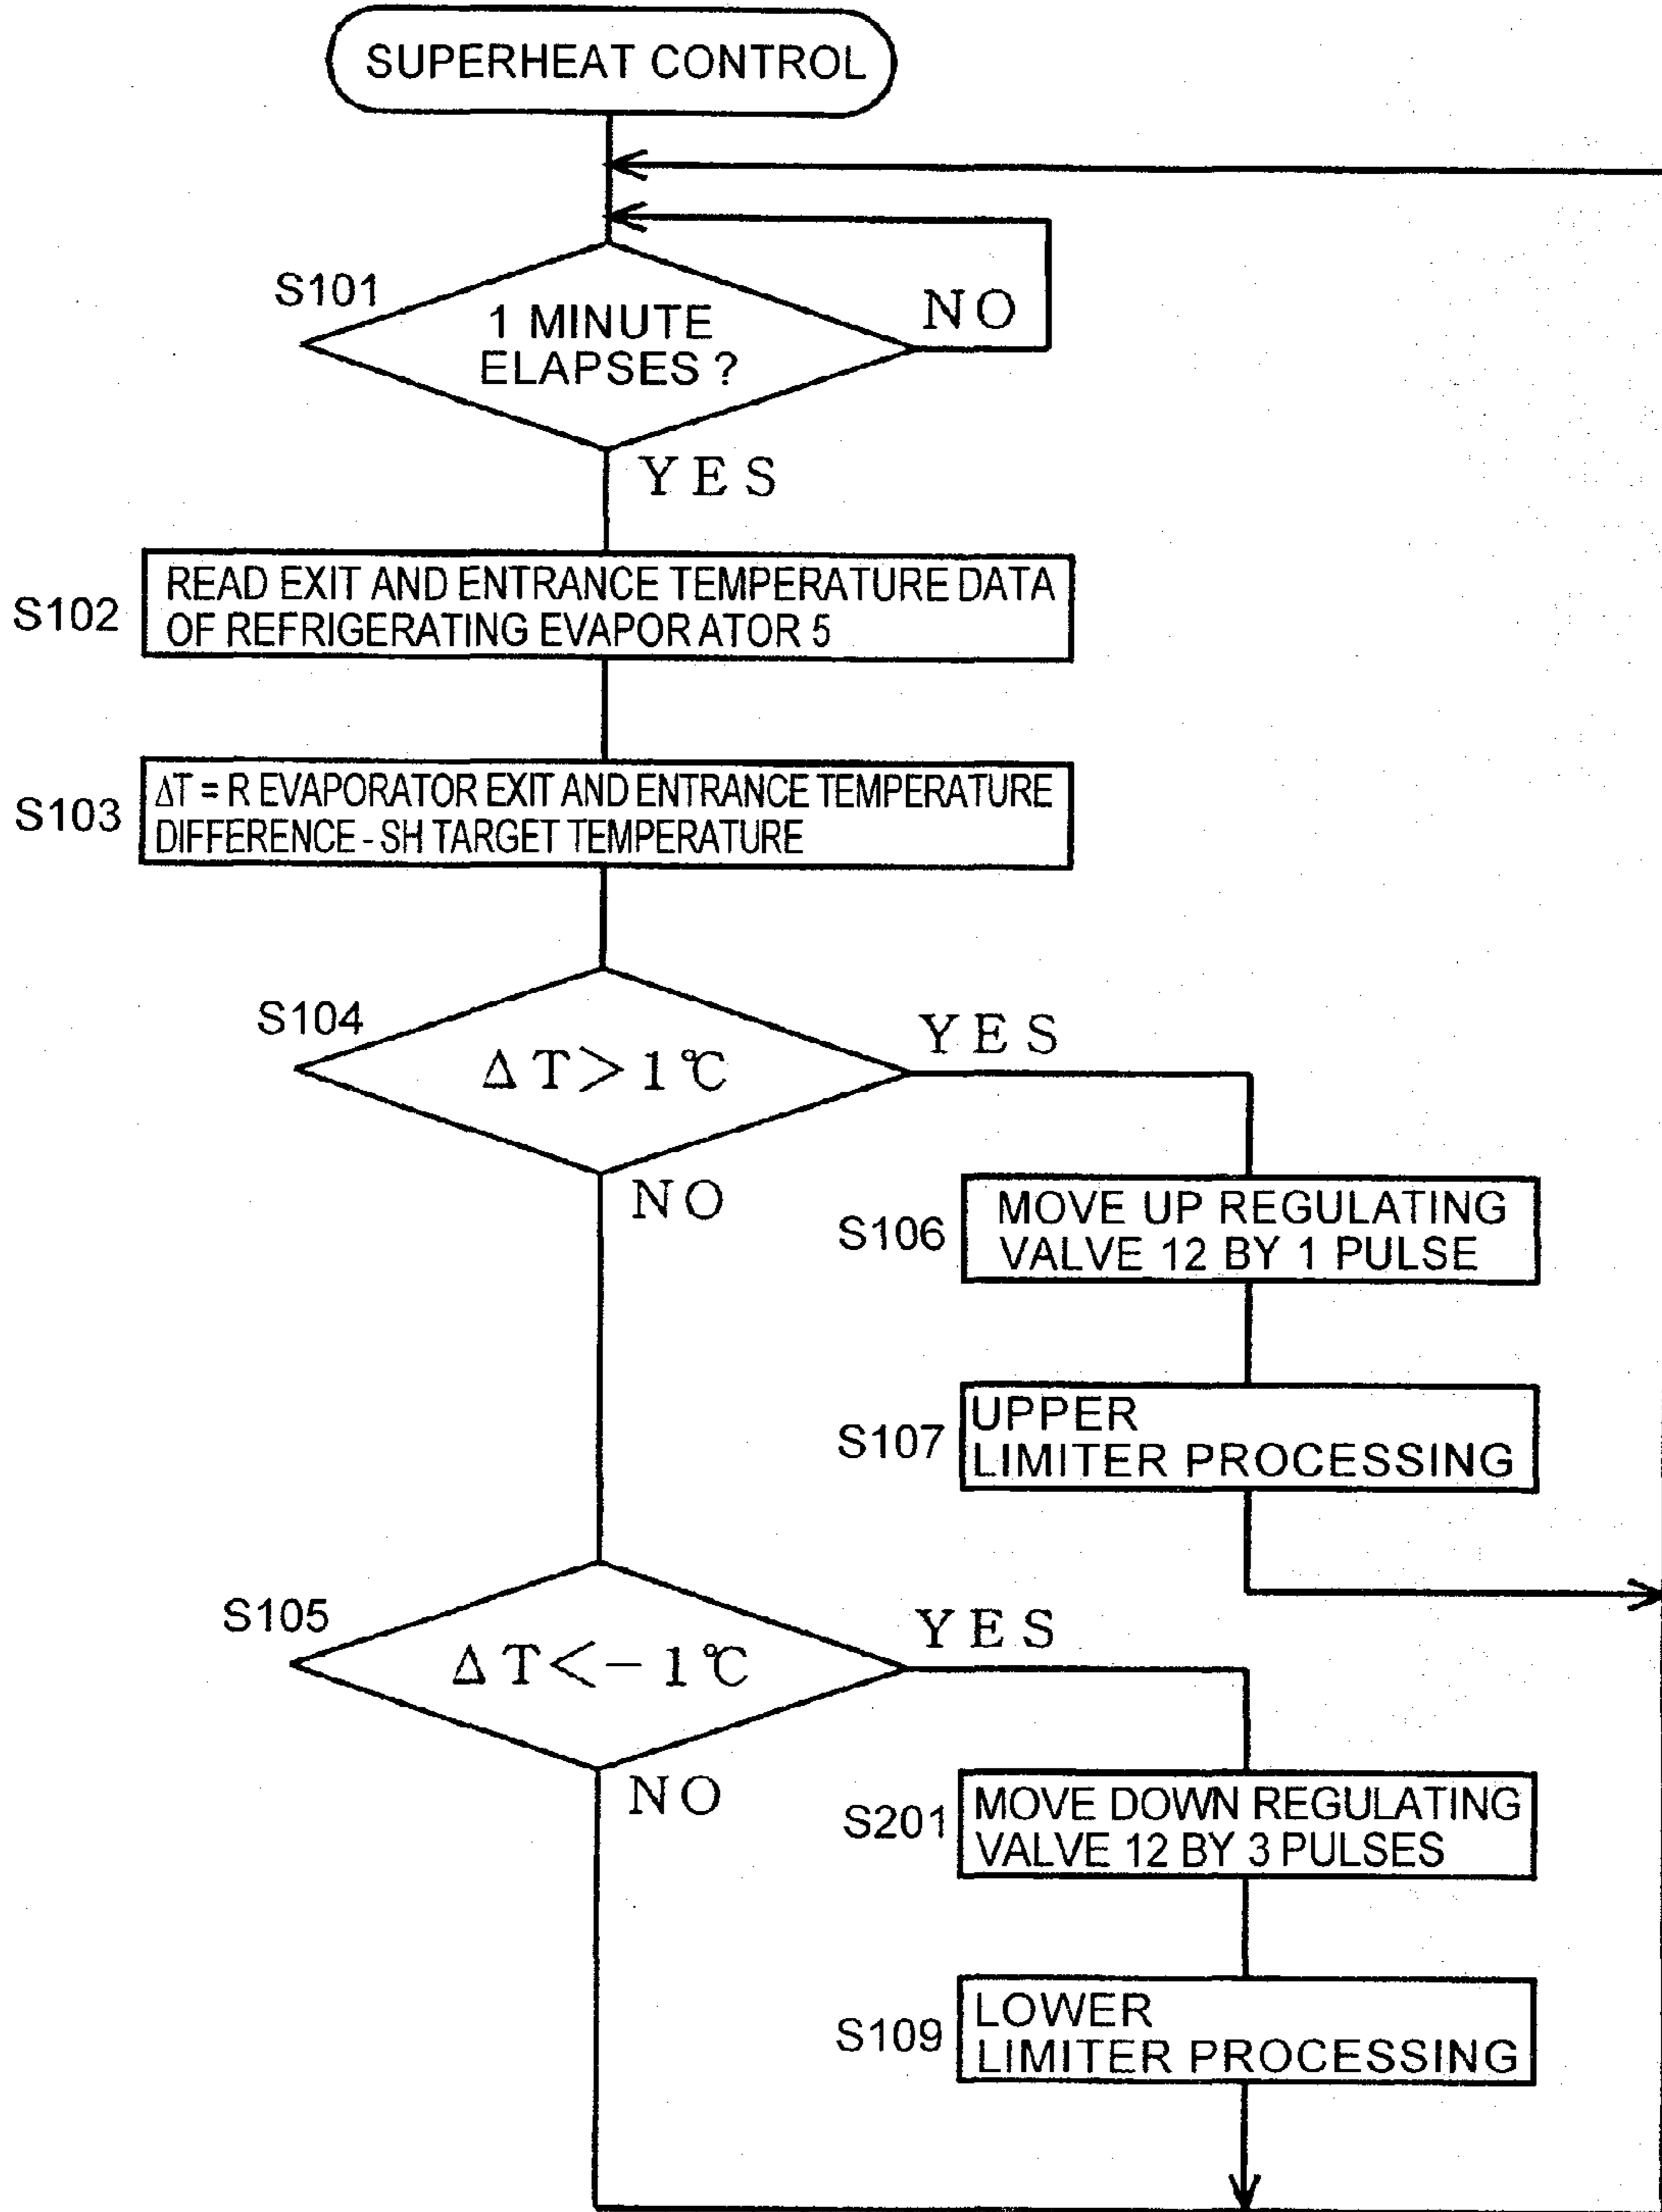 SUPERHEAT CONTROL
S101
1 MINUTE
ELAPSES ?
NO
YES
S102
READ EXIT AND ENTRANCE TEMPERATURE DATA
OF REFRIGERATING EVAPORATOR 5
S103
ΔT = R EVAPORATOR EXIT AND ENTRANCE TEMPERATURE
DIFFERENCE - SH TARGET TEMPERATURE
S104
ΔT>1℃
YES
NO
S106
MOVE UP REGULATING
VALVE 12 BY 1 PULSE
S107
UPPER
LIMITER PROCESSING
S105
ΔT<-1℃
YES
NO
S201
MOVE DOWN REGULATING
VALVE 12 BY 3 PULSES
S109
LOWER
LIMITER PROCESSING